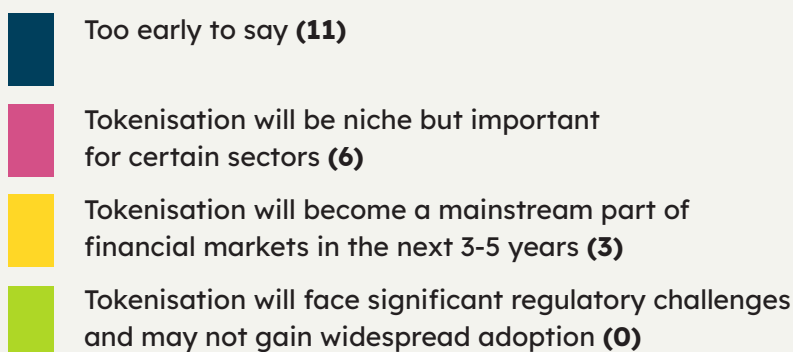 Too early to say (11)
Tokenisation will be niche but important
for certain sectors (6)
Tokenisation will become a mainstream part of
financial markets in the next 3-5 years (3)
Tokenisation will face significant regulatory challenges
and may not gain widespread adoption (0)